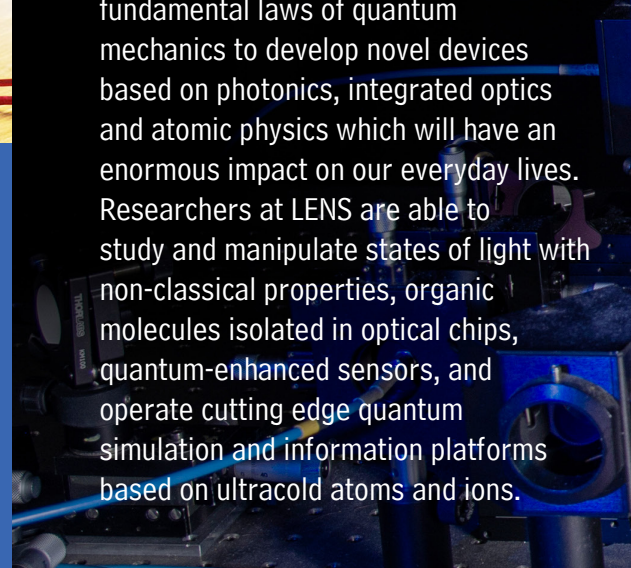 fundamental laws of quantum
mechanics to develop novel devices
based on photonics, integrated optics
and atomic physics which will have an
enormous impact on our everyday lives.
Researchers at LENS are able to
study and manipulate states of light with
non-classical properties, organic
molecules isolated in optical chips,
quantum-enhanced sensors, and
operate cutting edge quantum
simulation and information platforms
based on ultracold atoms and ions.
THORLABS